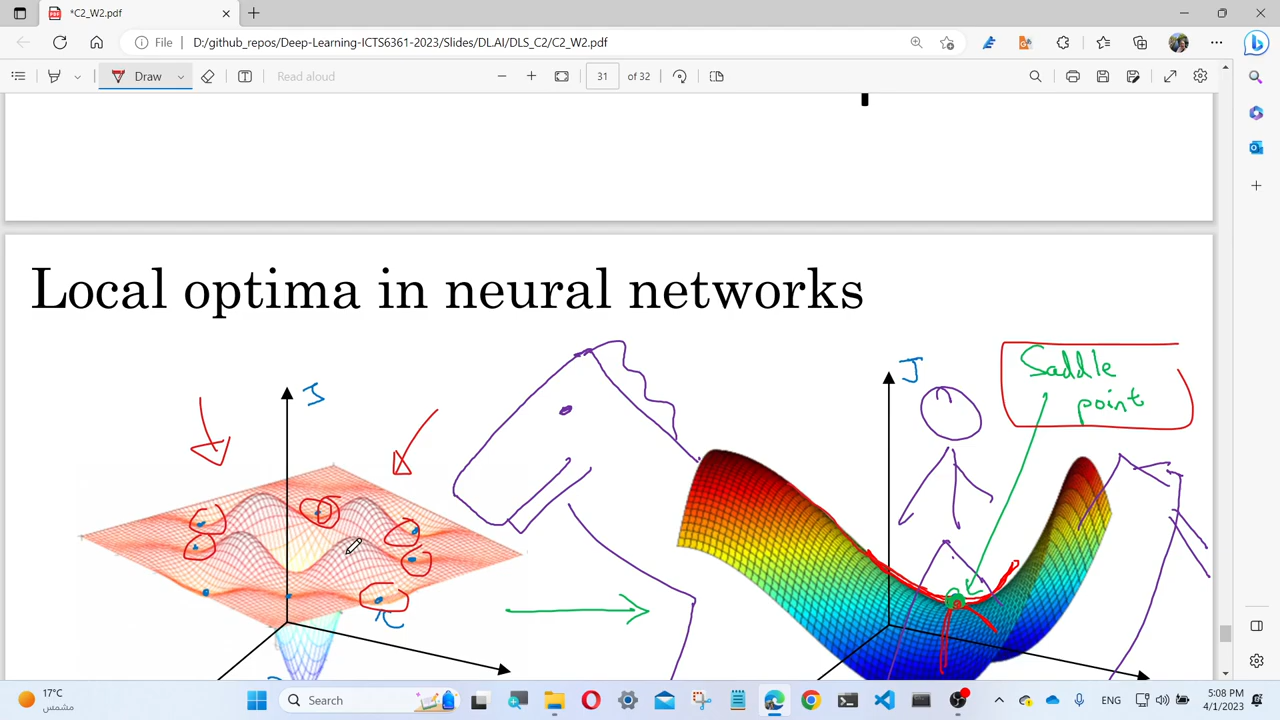 *C2_W2.pdf
File
D:/github_repos/Deep-Learning-ICTS6361-2023/Slides/DL.AI/DLS_C2/C2_W2.pdf
Draw
Read aloud
31
of 32
Local optima in neural networks
J
J
Saddle
point
17°C
مشمس
Search
ENG
5:08 PM
4/1/2023